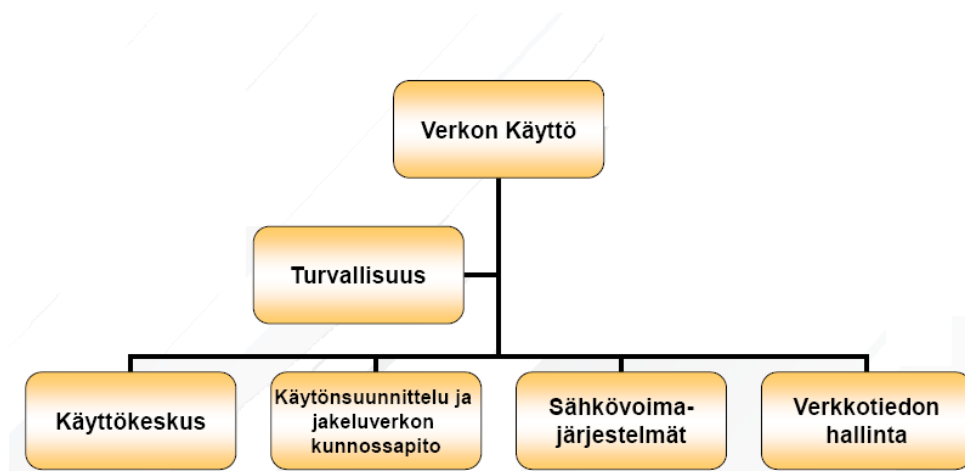 Verkon Käyttö
Turvallisuus
Käyttökeskus
Käytönsuunnittelu ja
jakeluverkon
kunnossapito
Sähkövoima-
järjestelmät
Verkkotiedon
hallinta